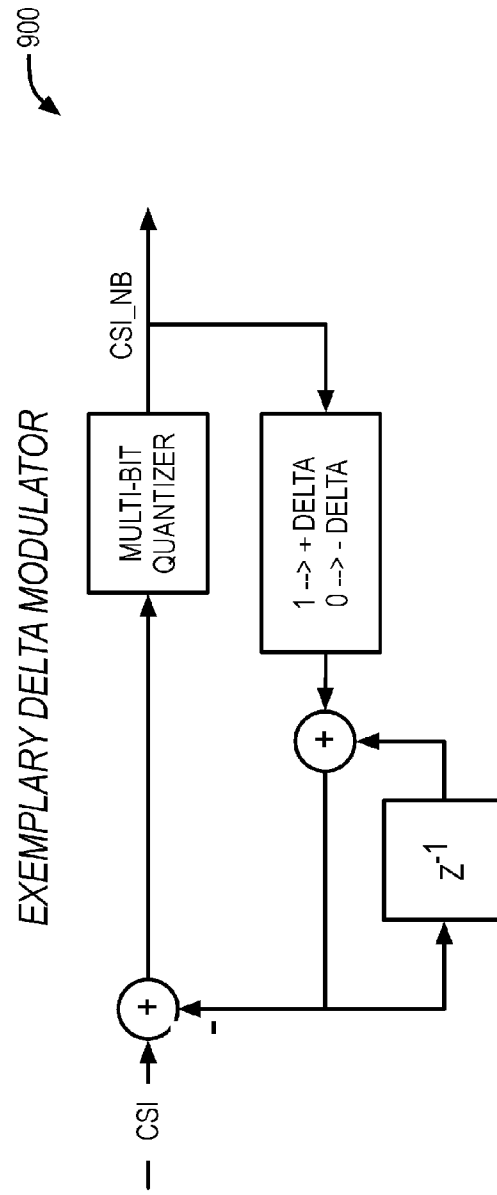 EXEMPLARY DELTA MODULATOR
900
CSI
+
-
MULTI-BIT
QUANTIZER
CSI_NB
1 --> + DELTA
0 --> - DELTA
+
Z-1